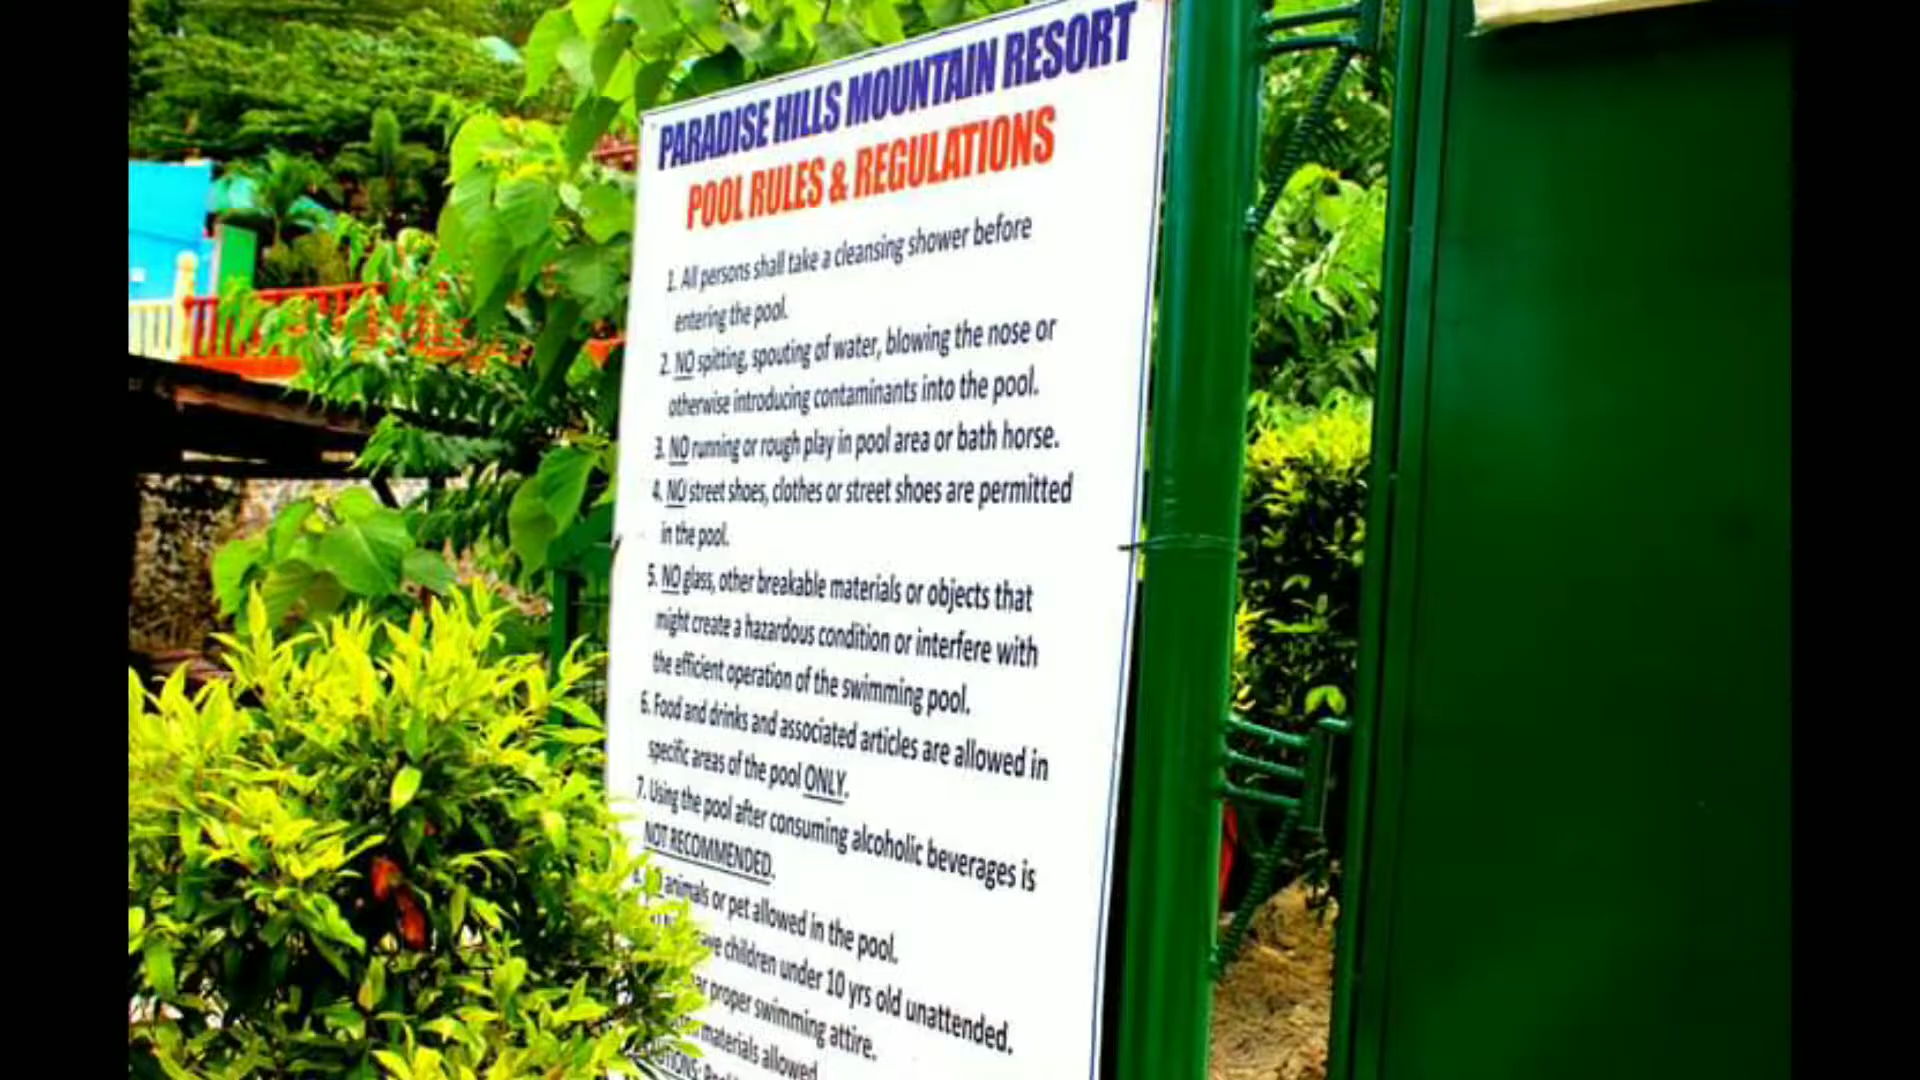 PARADISE HILLS MOUNTAIN RESORT
POOL RULES & REGULATIONS
1. All persons shall take a cleansing shower before
entering the pool.
2. NO spitting, spouting of water, blowing the nose or
otherwise introducing contaminants into the pool.
3. NO running or rough play in pool area or bath horse.
4. NO street shoes, clothes or street shoes are permitted
in the pool.
5. NO glass, other breakable materials or objects that
might create a hazardous condition or interfere with
the efficient operation of the swimming pool.
6. Food and drinks and associated articles are allowed in
specific areas of the pool ONLY.
7. Using the pool after consuming alcoholic beverages is
NOT RECOMMENDED.
animals or pet allowed in the pool.
children under 10 yrs old unattended.
proper swimming attire.
materials allowed